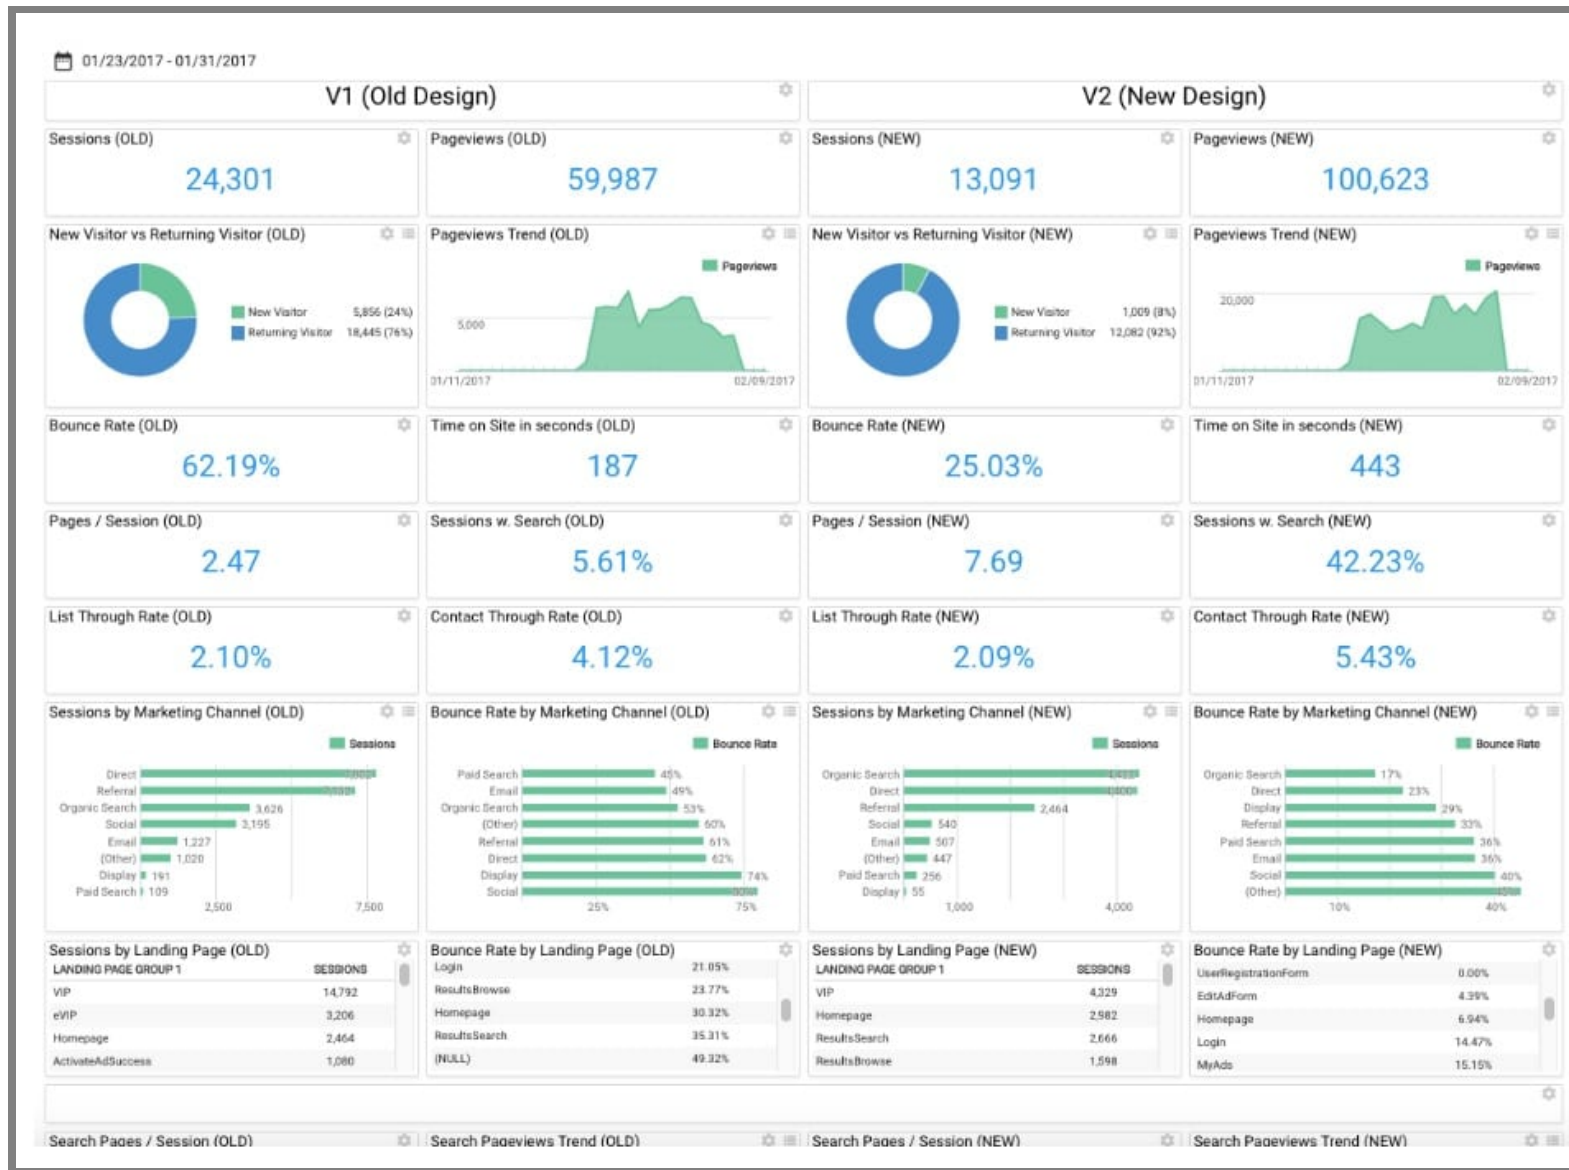 01/23/2017 - 01/31/2017
V1 (Old Design)
V2 (New Design)
Sessions (OLD)
24,301
Pageviews (OLD)
59,987
Sessions (NEW)
13,091
Pageviews (NEW)
100,623
New Visitor vs Returning Visitor (OLD)
New Visitor 5,856 (24%)
Returning Visitor 18,445 (76%)
Pageviews Trend (OLD)
Pageviews
5,000
01/11/2017 02/09/2017
New Visitor vs Returning Visitor (NEW)
New Visitor 1,009 (8%)
Returning Visitor 12,082 (92%)
Pageviews Trend (NEW)
Pageviews
20,000
01/11/2017 02/09/2017
Bounce Rate (OLD)
62.19%
Time on Site in seconds (OLD)
187
Bounce Rate (NEW)
25.03%
Time on Site in seconds (NEW)
443
Pages / Session (OLD)
2.47
Sessions w. Search (OLD)
5.61%
Pages / Session (NEW)
7.69
Sessions w. Search (NEW)
42.23%
List Through Rate (OLD)
2.10%
Contact Through Rate (OLD)
4.12%
List Through Rate (NEW)
2.09%
Contact Through Rate (NEW)
5.43%
Sessions by Marketing Channel (OLD)
Sessions
Direct
Referral
Organic Search 3,626
Social 3,195
Email 1,227
(Other) 1,020
Display 191
Paid Search 109
2,500 7,500
Bounce Rate by Marketing Channel (OLD)
Bounce Rate
Paid Search 45%
Email 49%
Organic Search 53%
(Other) 60%
Referral 61%
Direct 62%
Display 74%
Social
25% 75%
Sessions by Marketing Channel (NEW)
Sessions
Organic Search
Direct
Referral 2,464
Social 540
Email 507
(Other) 447
Paid Search 256
Display 55
1,000 4,000
Bounce Rate by Marketing Channel (NEW)
Bounce Rate
Organic Search 17%
Direct 23%
Display 29%
Referral 33%
Paid Search 36%
Email 36%
Social 40%
(Other)
10% 40%
Sessions by Landing Page (OLD)
LANDING PAGE GROUP 1 SESSIONS
VIP 14,792
eVIP 3,206
Homepage 2,464
ActivateAdSuccess 1,080
Bounce Rate by Landing Page (OLD)
Login 21.05%
ResultsBrowse 23.77%
Homepage 30.32%
ResultsSearch 35.31%
(NULL) 49.32%
Sessions by Landing Page (NEW)
LANDING PAGE GROUP 1 SESSIONS
VIP 4,329
Homepage 2,982
ResultsSearch 2,666
ResultsBrowse 1,598
Bounce Rate by Landing Page (NEW)
UserRegistrationForm 0.00%
EditAdForm 4.39%
Homepage 6.94%
Login 14.47%
MyAds 15.15%
Search Pages / Session (OLD)
Search Pageviews Trend (OLD)
Search Pages / Session (NEW)
Search Pageviews Trend (NEW)